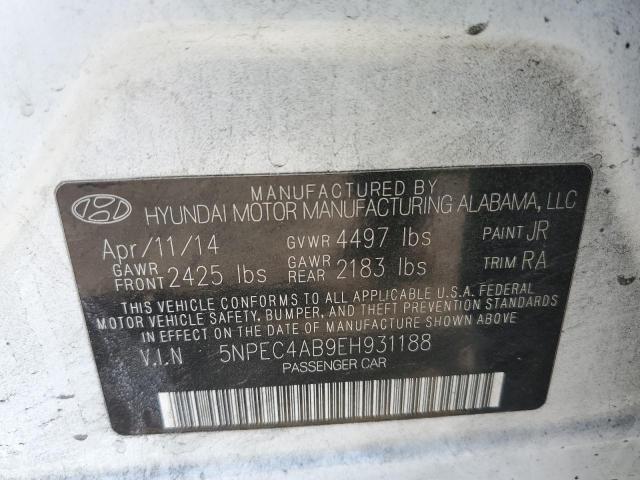 MANUFACTURED BY
HYUNDAI MOTOR MANUFACTURING ALABAMA, LLC
Apr/11/14 GVWR 4497 lbs PAINT JR
GAWR FRONT 2425 lbs GAWR REAR 2183 lbs TRIM RA
THIS VEHICLE CONFORMS TO ALL APPLICABLE U.S.A. FEDERAL
MOTOR VEHICLE SAFETY, BUMPER, AND THEFT PREVENTION STANDARDS
IN EFFECT ON THE DATE OF MANUFACTURE SHOWN ABOVE.
V.I.N 5NPEC4AB9EH931188
PASSENGER CAR